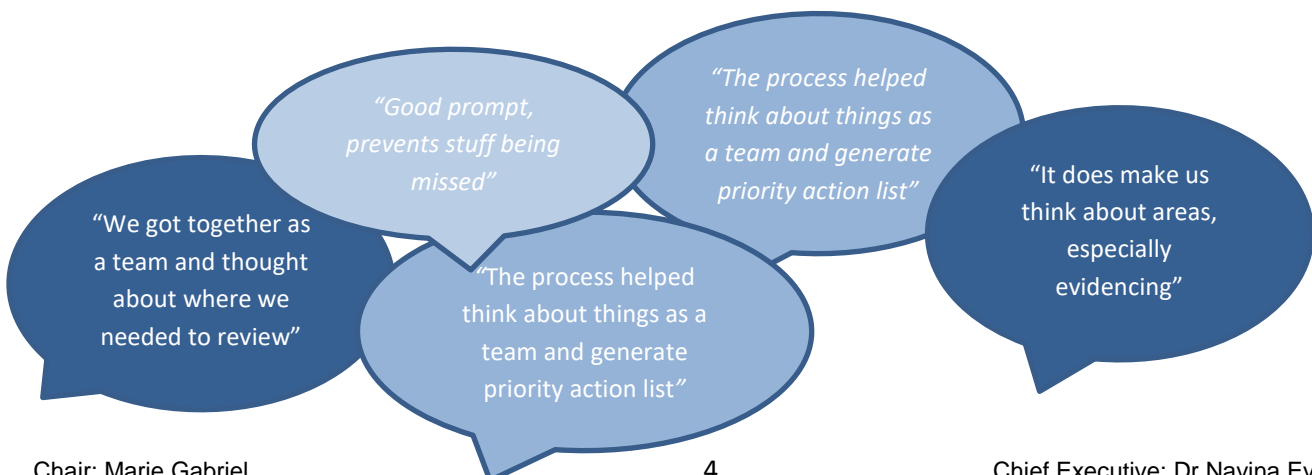 “We got together as
a team and thought
about where we
needed to review”
“Good prompt,
prevents stuff being
missed”
“The process helped
think about things as a
team and generate
priority action list”
“The process helped
think about things as
a team and generate
priority action list”
“It does make us
think about areas,
especially
evidencing”
Chair: Marie Gabriel
4
Chief Executive: Dr Navina